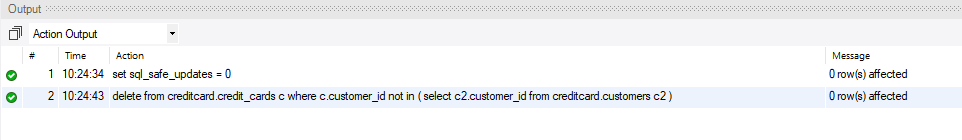 Output
Action Output
# Time Action Message
1 10:24:34 set sql_safe_updates = 0 0 row(s) affected
2 10:24:43 delete from creditcard.credit_cards c where c.customer_id not in ( select c2.customer_id from creditcard.customers c2 ) 0 row(s) affected